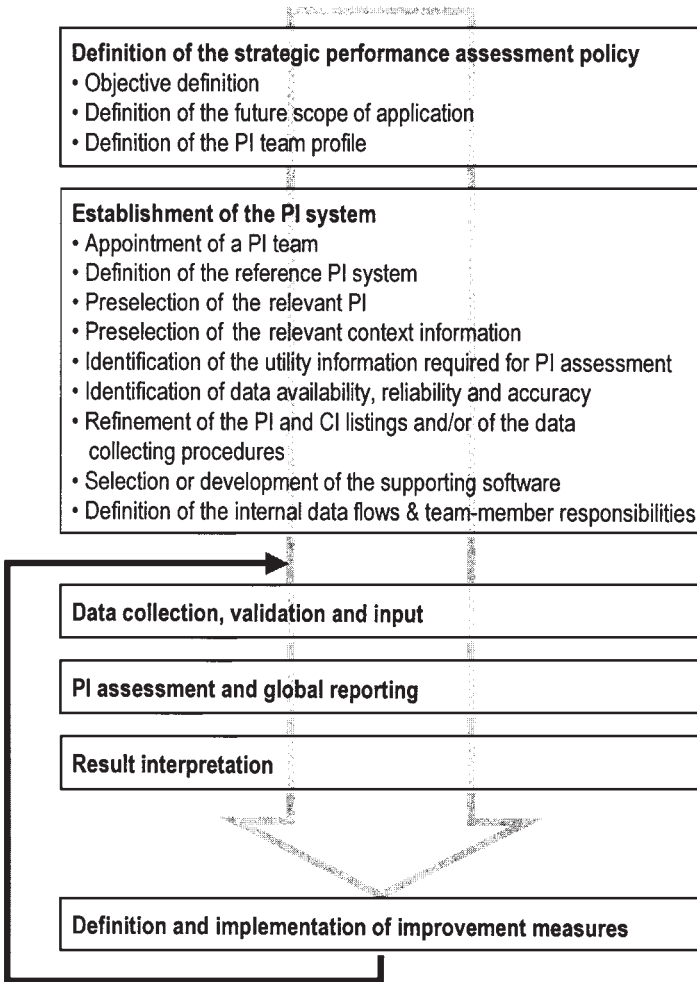 Definition of the strategic performance assessment policy
• Objective definition
• Definition of the future scope of application
• Definition of the PI team profile
Establishment of the PI system
• Appointment of a PI team
• Definition of the reference PI system
• Preselection of the relevant PI
• Preselection of the relevant context information
• Identification of the utility information required for PI assessment
• Identification of data availability, reliability and accuracy
• Refinement of the PI and CI listings and/or of the data
collecting procedures
• Selection or development of the supporting software
• Definition of the internal data flows & team-member responsibilities
Data collection, validation and input
PI assessment and global reporting
Result interpretation
Definition and implementation of improvement measures